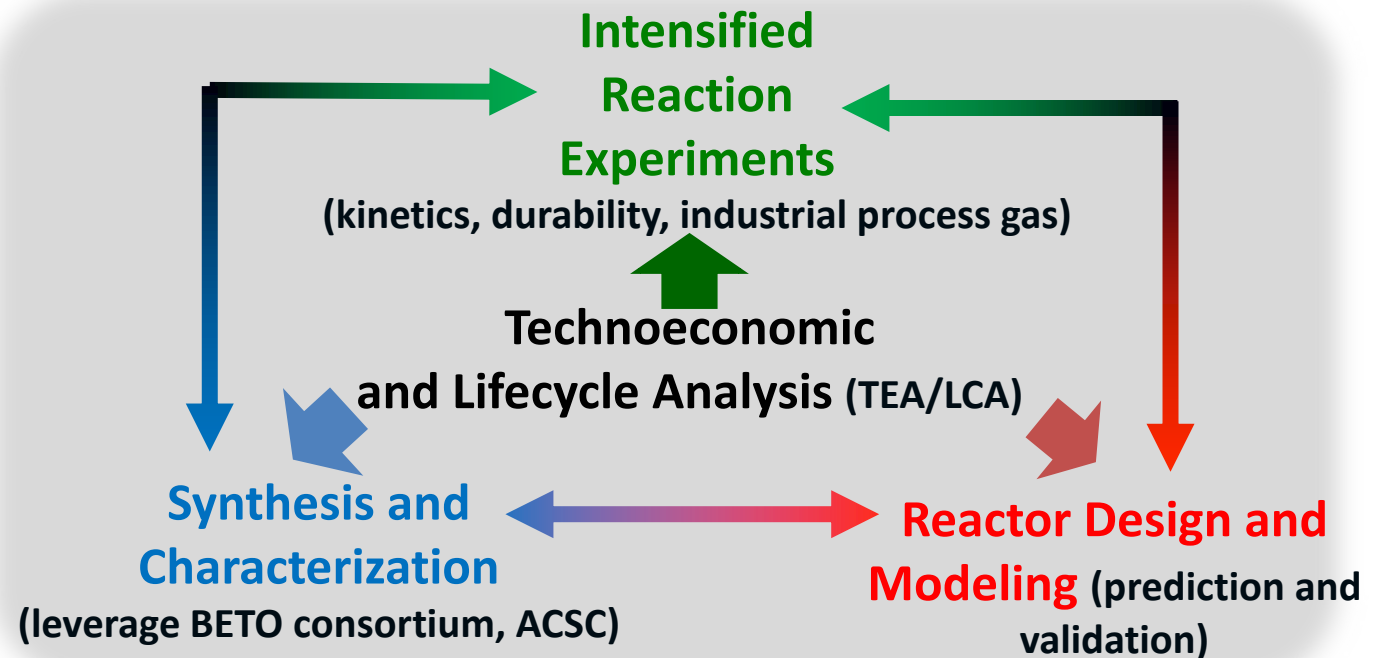 Intensified
Reaction
Experiments
(kinetics, durability, industrial process gas)
Technoeconomic
and Lifecycle Analysis (TEA/LCA)
Synthesis and
Characterization
(leverage BETO consortium, ACSC)
Reactor Design and
Modeling (prediction and
validation)